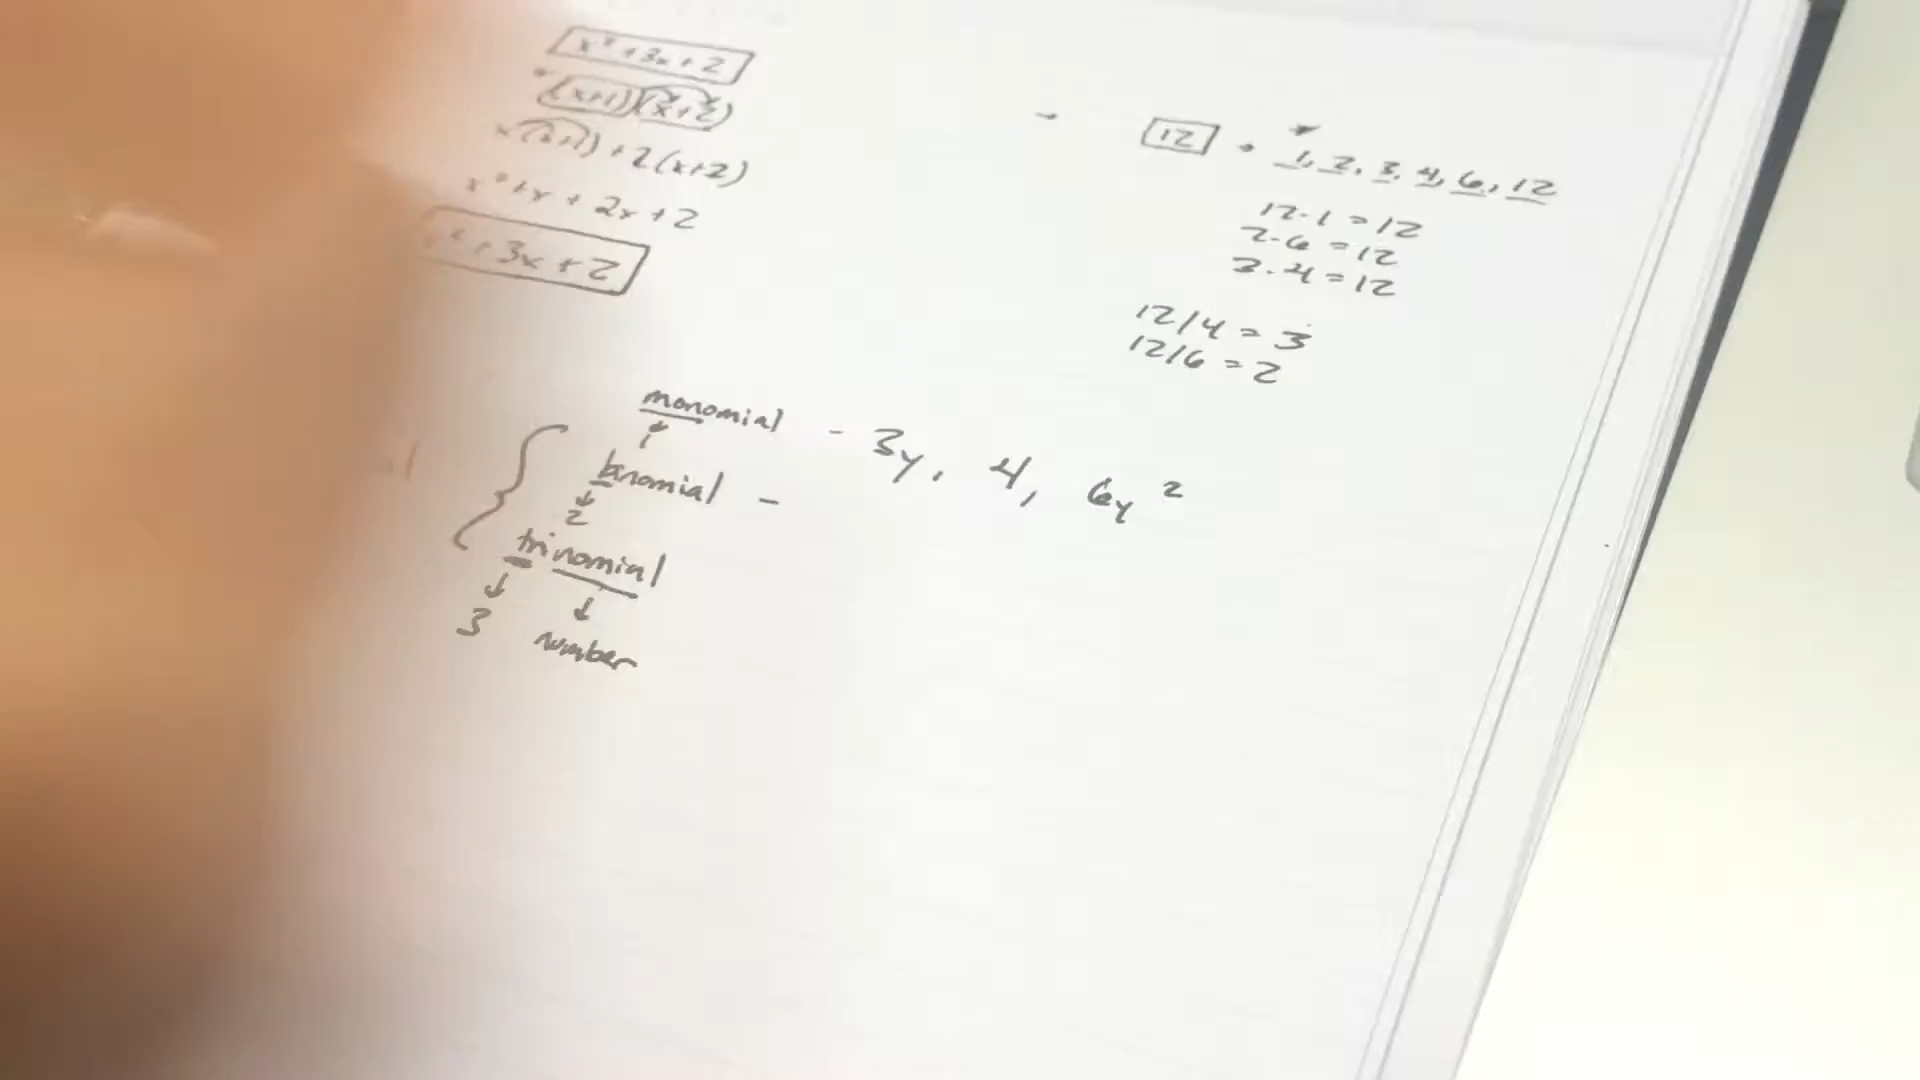 x² + 3x + 2
(x+1)(x+2)
x(x+1) + 2(x+2)
x² + x + 2x + 2
x² + 3x + 2
12 • 1, 2, 3, 4, 6, 12
12 · 1 = 12
2 · 6 = 12
3 · 4 = 12
12/4 = 3
12/6 = 2
monomial - 3y, 4, 6y²
1
binomial -
2
trinomial
3 number